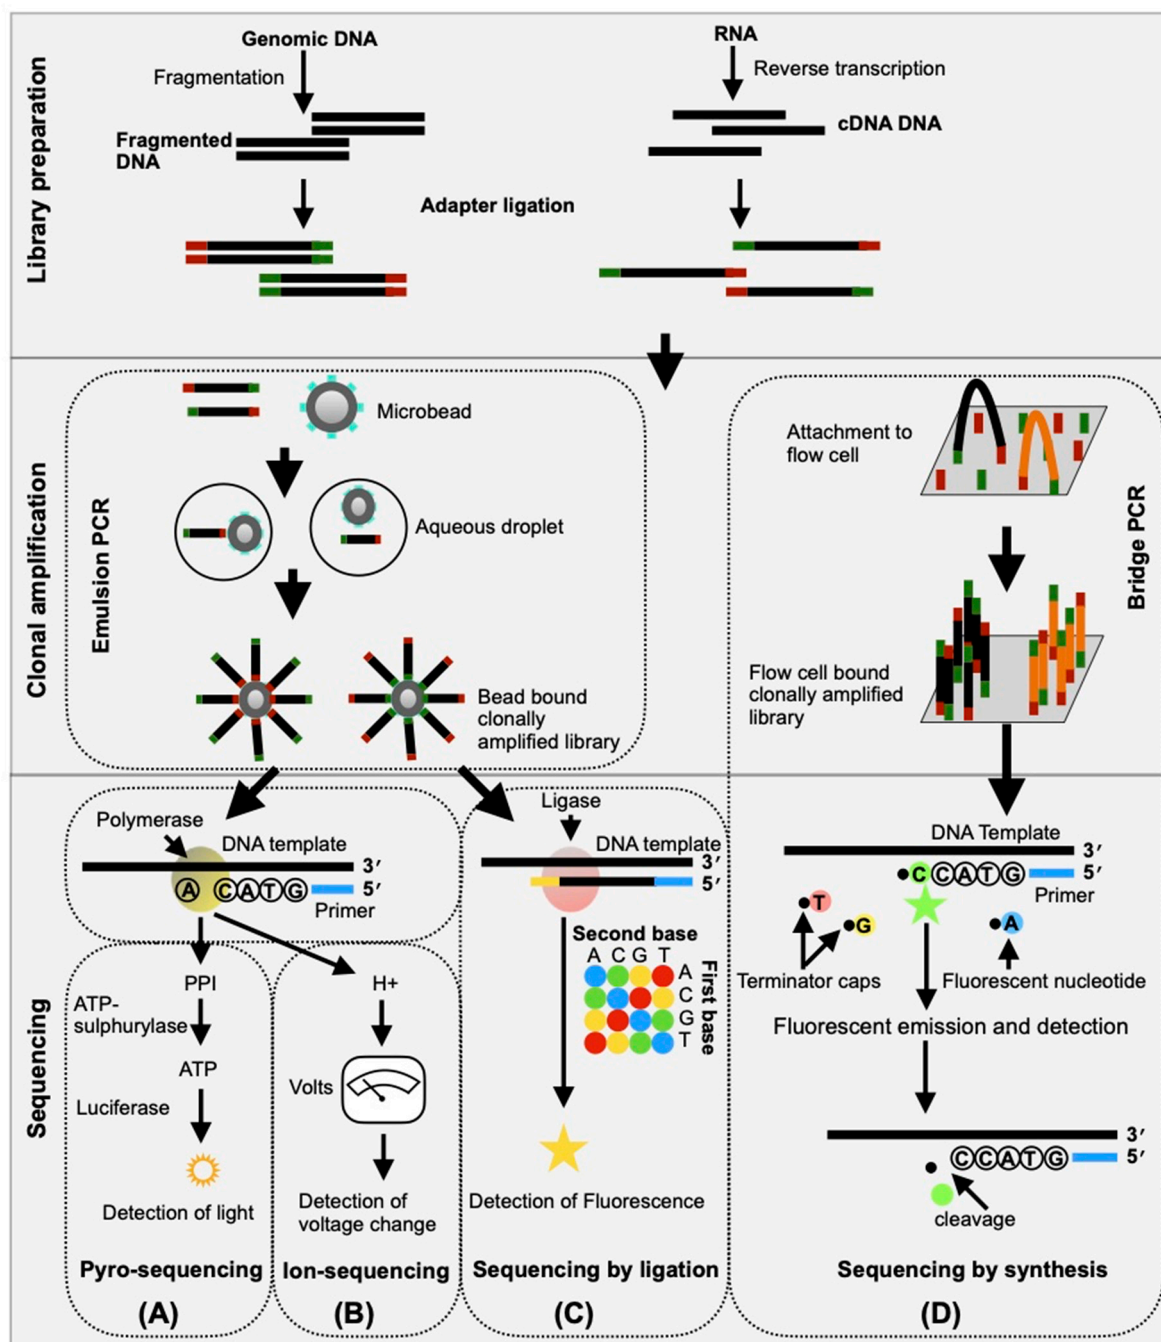 Library preparation
Genomic DNA
Fragmentation
Fragmented
DNA
RNA
Reverse transcription
cDNA DNA
Adapter ligation
Clonal amplification
Emulsion PCR
Microbead
Aqueous droplet
Bead bound
clonally
amplified library
Attachment to
flow cell
Bridge PCR
Flow cell bound
clonally amplified
library
Sequencing
Polymerase
DNA template
3′
A CATG 5′
Primer
PPI
ATP-
sulphurylase
ATP
Luciferase
Detection of light
Pyro-sequencing
(A)
H+
Volts
Detection of
voltage change
Ion-sequencing
(B)
Ligase
DNA template
3′
5′
Second base
A C G T
First base
A
C
G
T
Detection of Fluorescence
Sequencing by ligation
(C)
DNA Template
3′
C CATG 5′
Primer
T
G
A
Terminator caps
Fluorescent nucleotide
Fluorescent emission and detection
3′
CCATG 5′
cleavage
Sequencing by synthesis
(D)